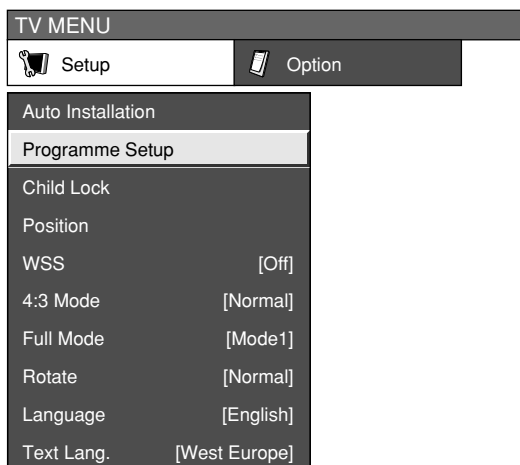 TV MENU
Setup Option
Auto Installation
Programme Setup
Child Lock
Position
WSS [Off]
4:3 Mode [Normal]
Full Mode [Mode1]
Rotate [Normal]
Language [English]
Text Lang. [West Europe]